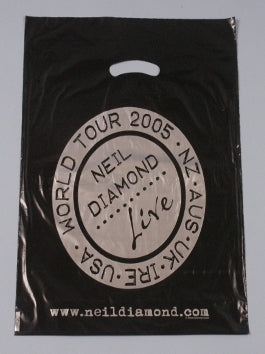 WORLD TOUR 2005 · NZ · AUS · UK · IRE · USA ·
NEIL
DIAMOND
Live
www.neildiamond.com